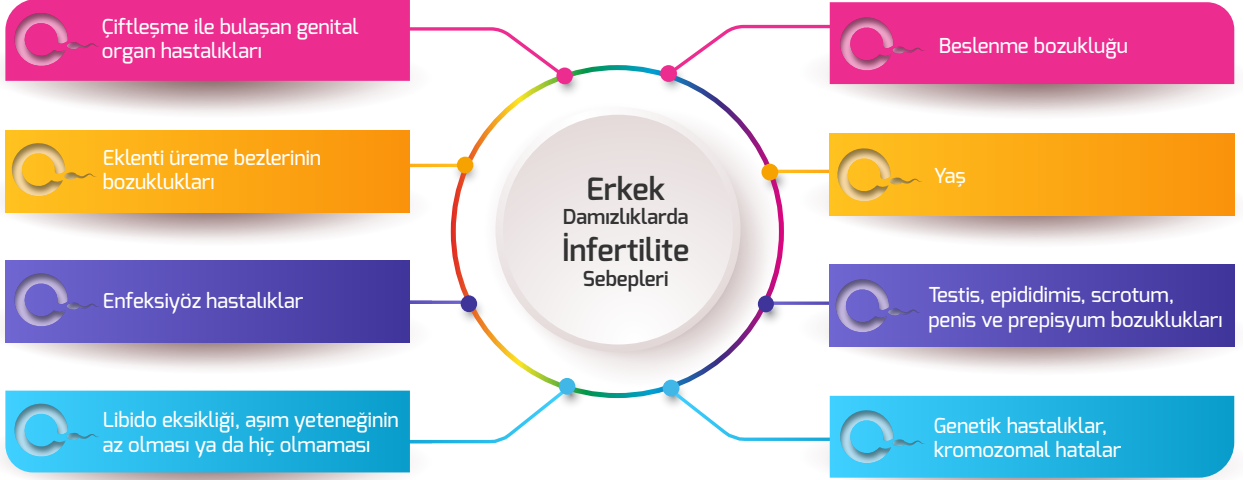 Çiftleşme ile bulaşan genital
organ hastalıkları
Eklenti üreme bezlerinin
bozuklukları
Enfeksiyöz hastalıklar
Libido eksikliği, aşım yeteneğinin
az olması ya da hiç olmaması
Erkek
Damızlıklarda
İnfertilite
Sebepleri
Beslenme bozukluğu
Yaş
Testis, epididimis, scrotum,
penis ve prepisyum bozuklukları
Genetik hastalıklar,
kromozomal hatalar